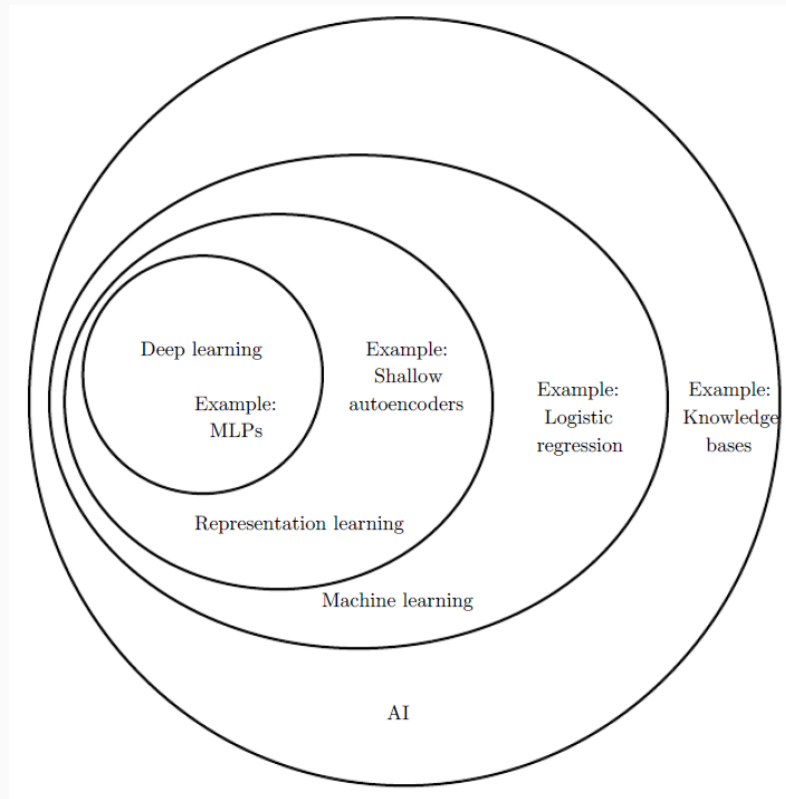 Deep learning
Example:
MLPs
Example:
Shallow
autoencoders
Example:
Logistic
regression
Example:
Knowledge
bases
Representation learning
Machine learning
AI